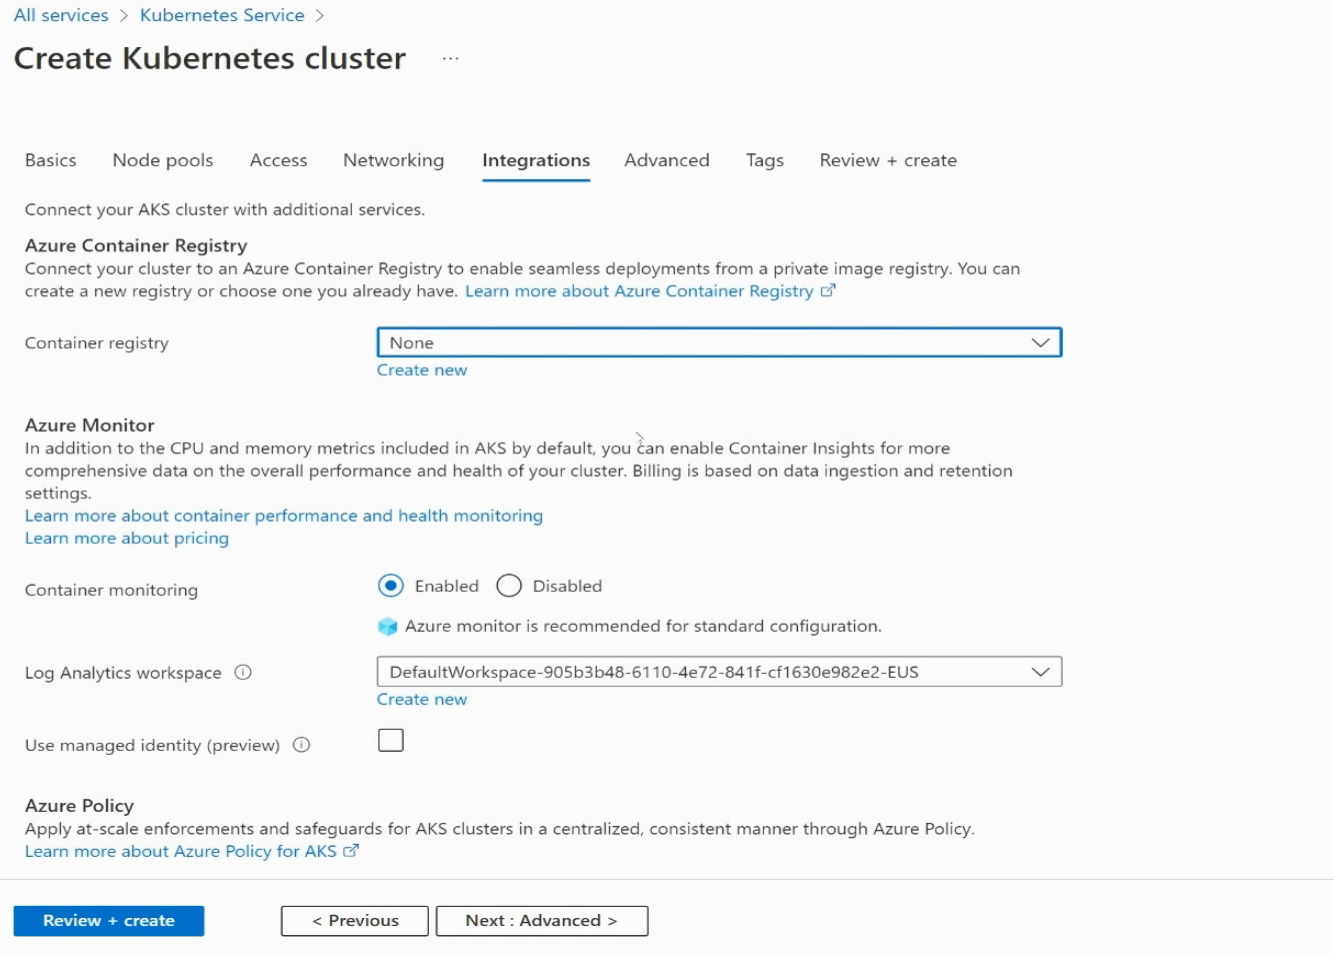 All services > Kubernetes Service >
Create Kubernetes cluster ...
Basics Node pools Access Networking Integrations Advanced Tags Review + create
Connect your AKS cluster with additional services.
Azure Container Registry
Connect your cluster to an Azure Container Registry to enable seamless deployments from a private image registry. You can
create a new registry or choose one you already have. Learn more about Azure Container Registry
Container registry None
Create new
Azure Monitor
In addition to the CPU and memory metrics included in AKS by default, you can enable Container Insights for more
comprehensive data on the overall performance and health of your cluster. Billing is based on data ingestion and retention
settings.
Learn more about container performance and health monitoring
Learn more about pricing
Container monitoring Enabled Disabled
Azure monitor is recommended for standard configuration.
Log Analytics workspace DefaultWorkspace-905b3b48-6110-4e72-841f-cf1630e982e2-EUS
Create new
Use managed identity (preview)
Azure Policy
Apply at-scale enforcements and safeguards for AKS clusters in a centralized, consistent manner through Azure Policy.
Learn more about Azure Policy for AKS
Review + create < Previous Next : Advanced >